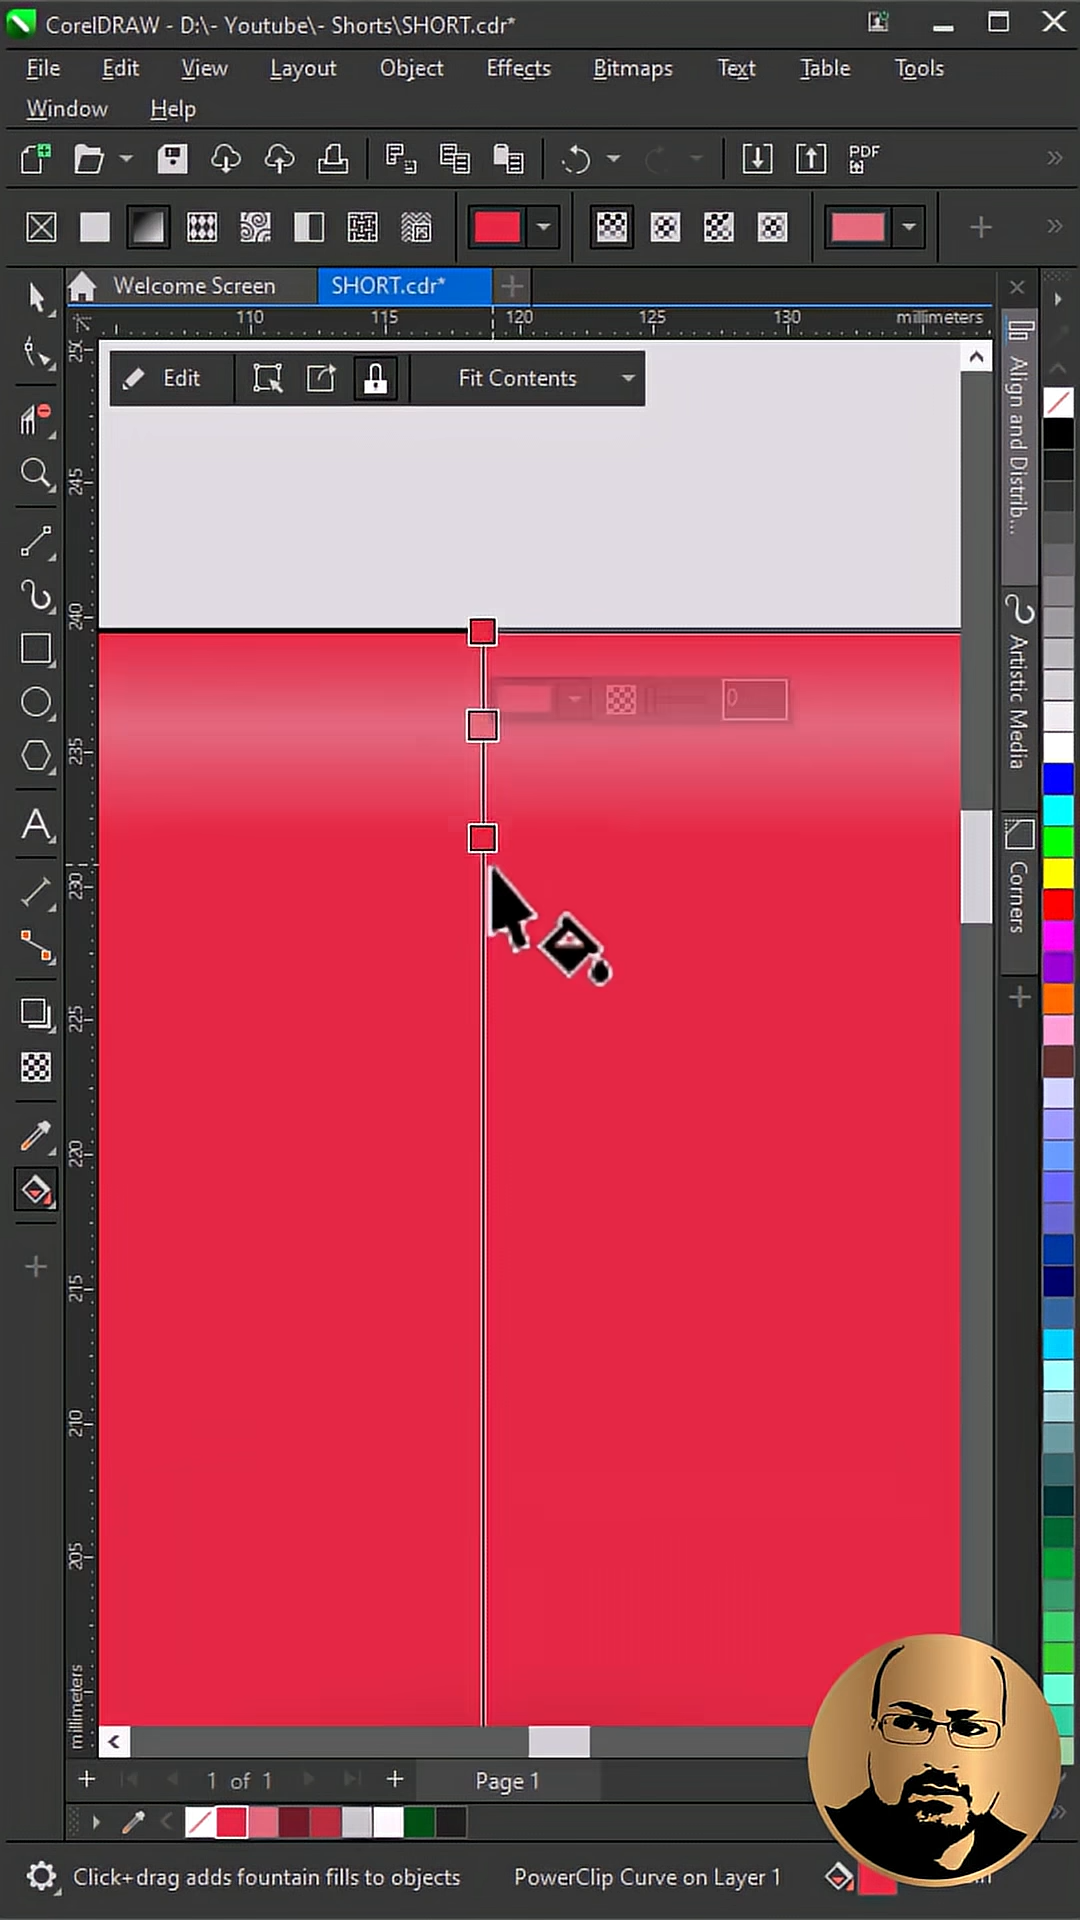 CorelDRAW - D:\- Youtube\- Shorts\SHORT.cdr*
File Edit View Layout Object Effects Bitmaps Text Table Tools
Window Help
PDF
Welcome Screen SHORT.cdr*
110 115 120 125 130 millimeters
Edit Fit Contents
Align and Distrib...
Artistic Media
Corners
245
240
235
230
225
220
215
210
205
millimeters
0
1 of 1 Page 1
Click+drag adds fountain fills to objects PowerClip Curve on Layer 1